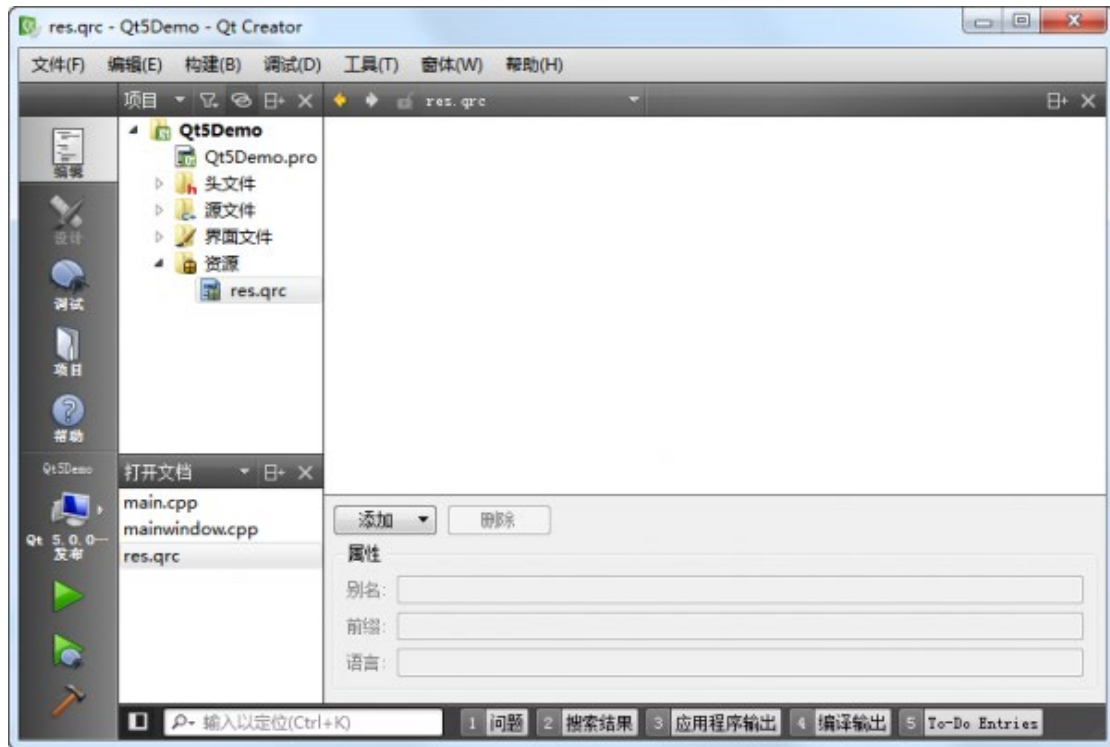 res.qrc - Qt5Demo - Qt Creator
文件(F) 编辑(E) 构建(B) 调试(D) 工具(T) 窗体(W) 帮助(H)
项目 res.qrc
编辑
设计
调试
项目
帮助
Qt5Demo
Qt 5.0.0
发布
Qt5Demo
Qt5Demo.pro
头文件
源文件
界面文件
资源
res.qrc
打开文档
main.cpp
mainwindow.cpp
res.qrc
添加 删除
属性
别名:
前缀:
语言:
输入以定位(Ctrl+K) 1 问题 2 搜索结果 3 应用程序输出 4 编译输出 5 To-Do Entries